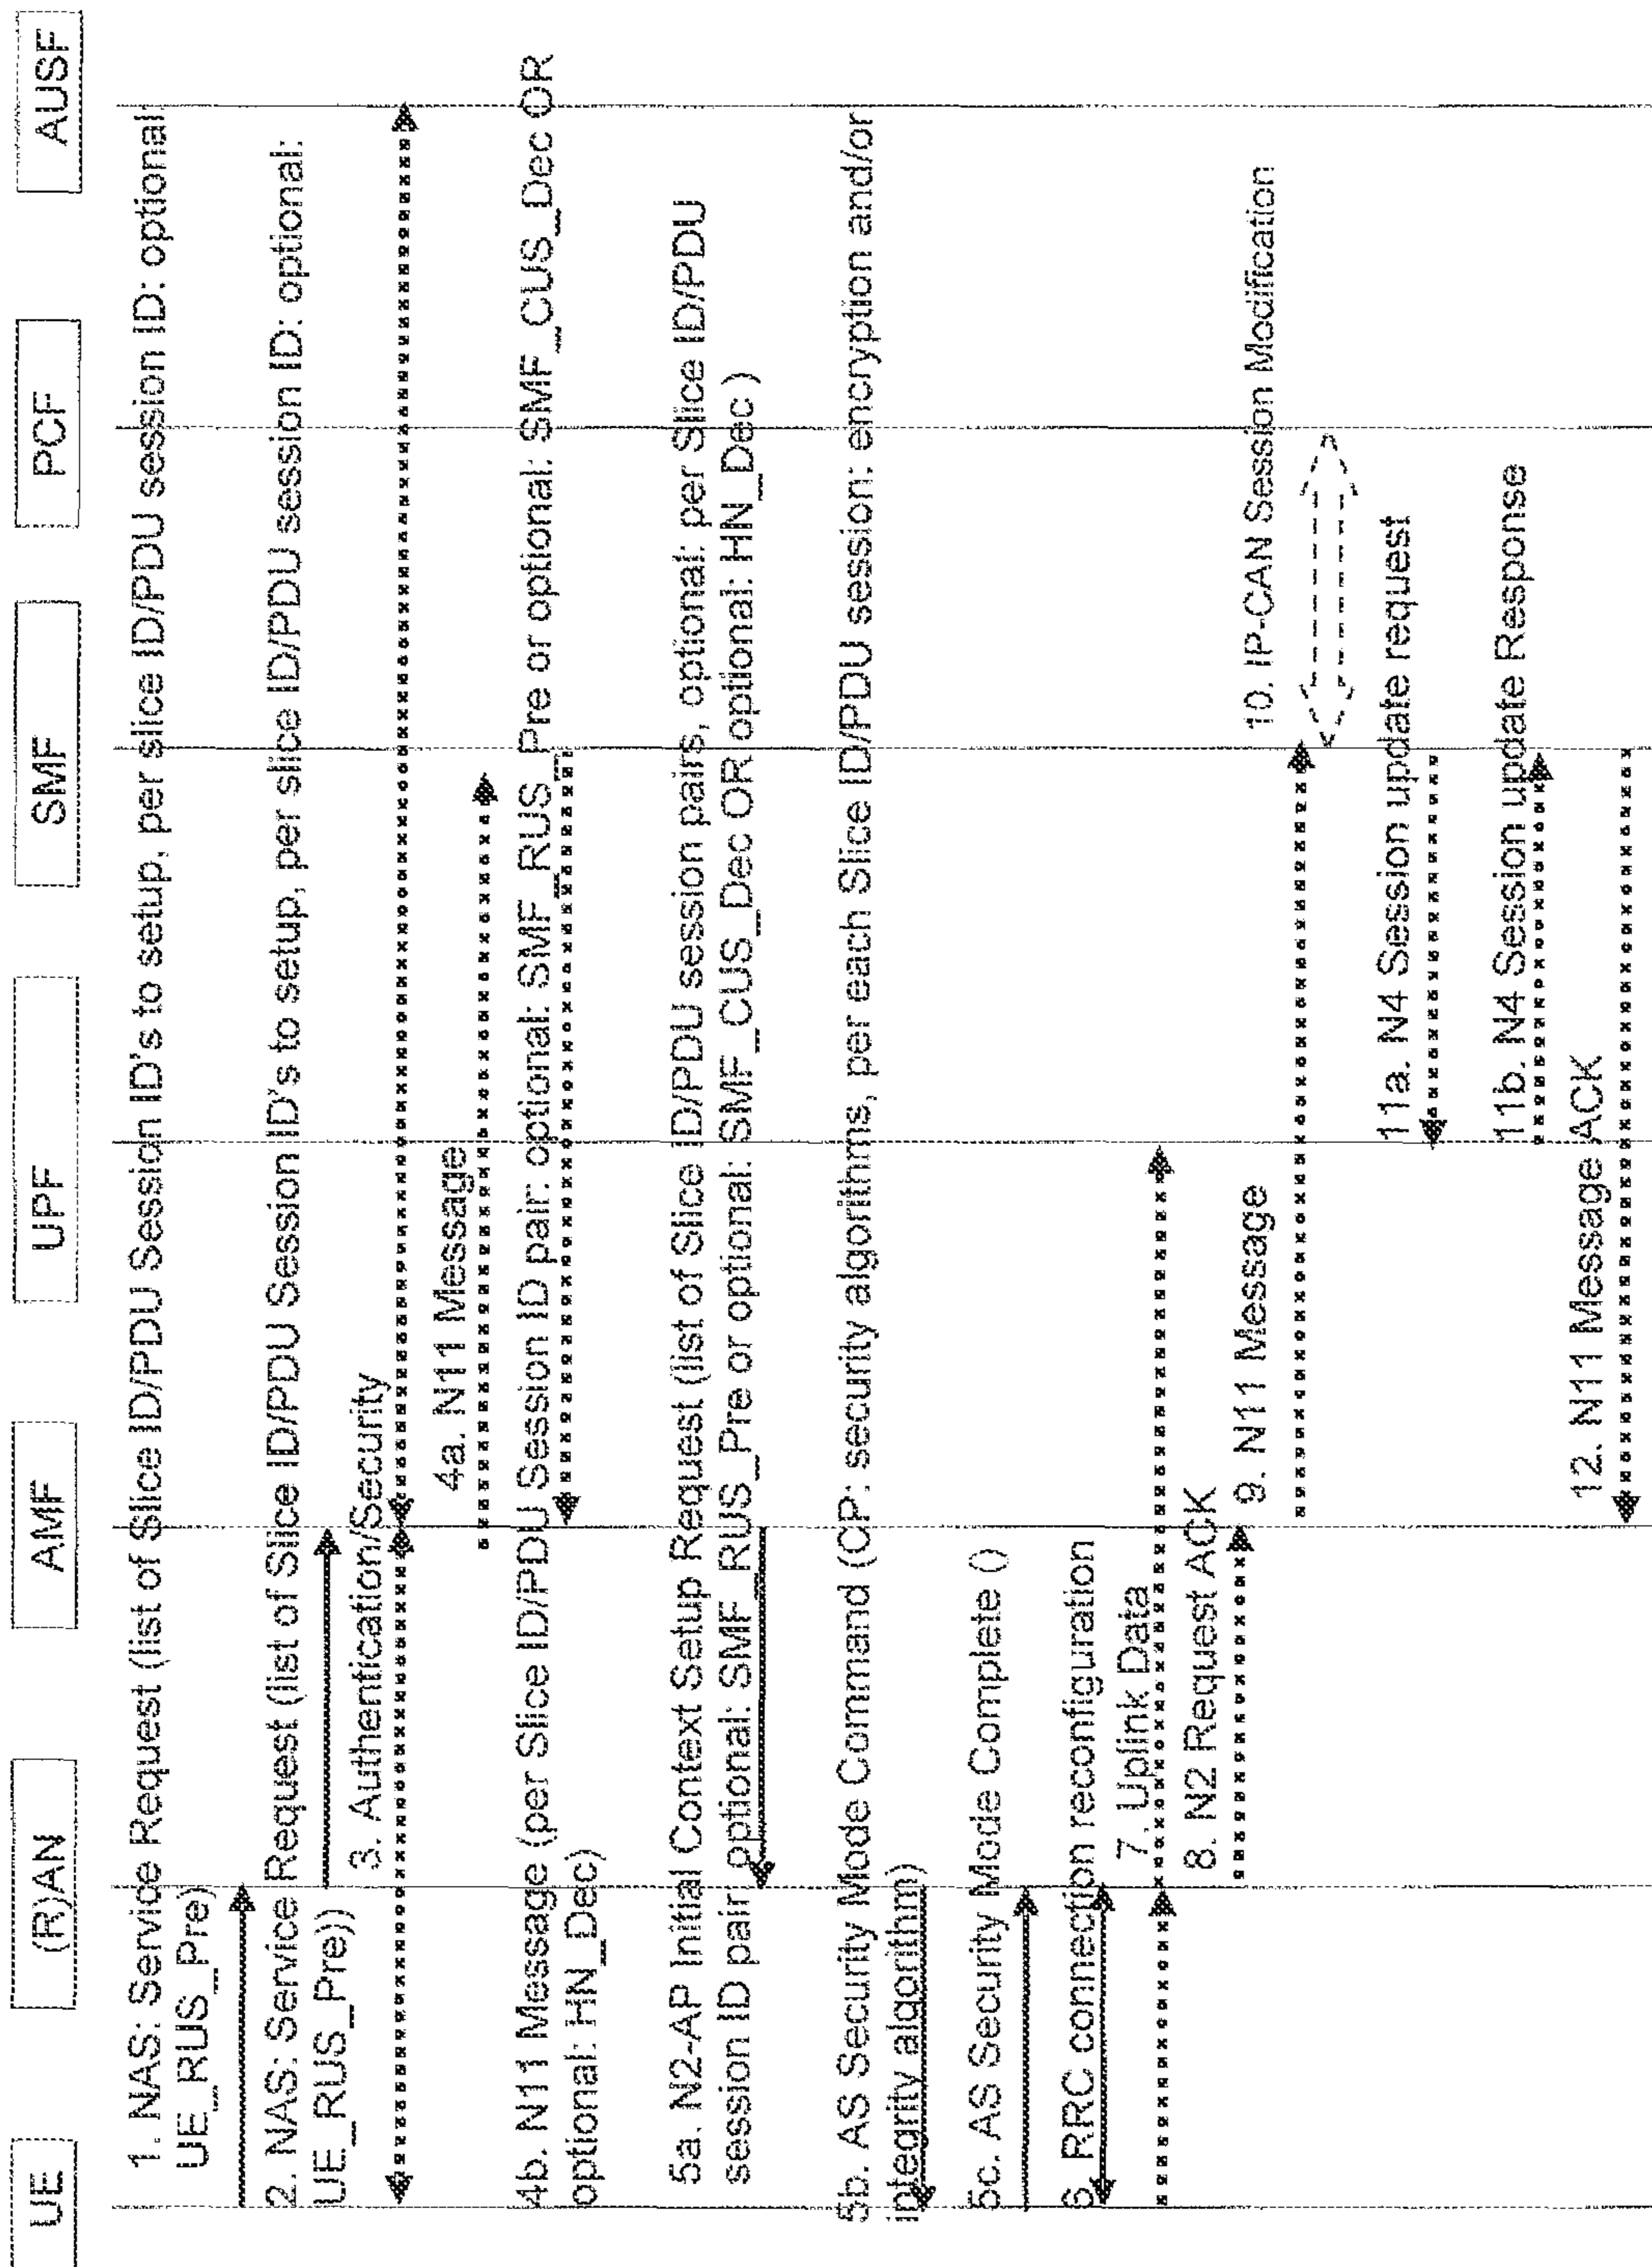 UE
(R)AN
AMF
UPF
SMF
PCF
AUSF
1. NAS: Service Request (list of Slice ID/PDU Session ID's to setup, per slice ID/PDU session ID: optional
UE_RUS_Pre)
2. NAS: Service Request (list of Slice ID/PDU Session ID's to setup, per slice ID/PDU session ID: optional:
UE_RUS_Pre))
3. Authentication/Security
4a. N11 Message
4b. N11 Message (per Slice ID/PDU Session ID pair: optional: SMF_RUS_Pre or optional: SMF_CUS_Dec OR
optional: HN_Dec)
5a. N2-AP Initial Context Setup Request (list of Slice ID/PDU session pairs, optional: per Slice ID/PDU
session ID pair: optional: SMF_RUS_Pre or optional: SMF_CUS_Dec OR optional: HN_Dec )
5b. AS Security Mode Command (CP: security algorithms, per each Slice ID/PDU session: encryption and/or
integrity algorithm)
5c. AS Security Mode Complete ()
6. RRC connection reconfiguration
7. Uplink Data
8. N2 Request ACK
9. N11 Message
10. IP-CAN Session Modification
11a. N4 Session update request
11b. N4 Session update Response
12. N11 Message ACK